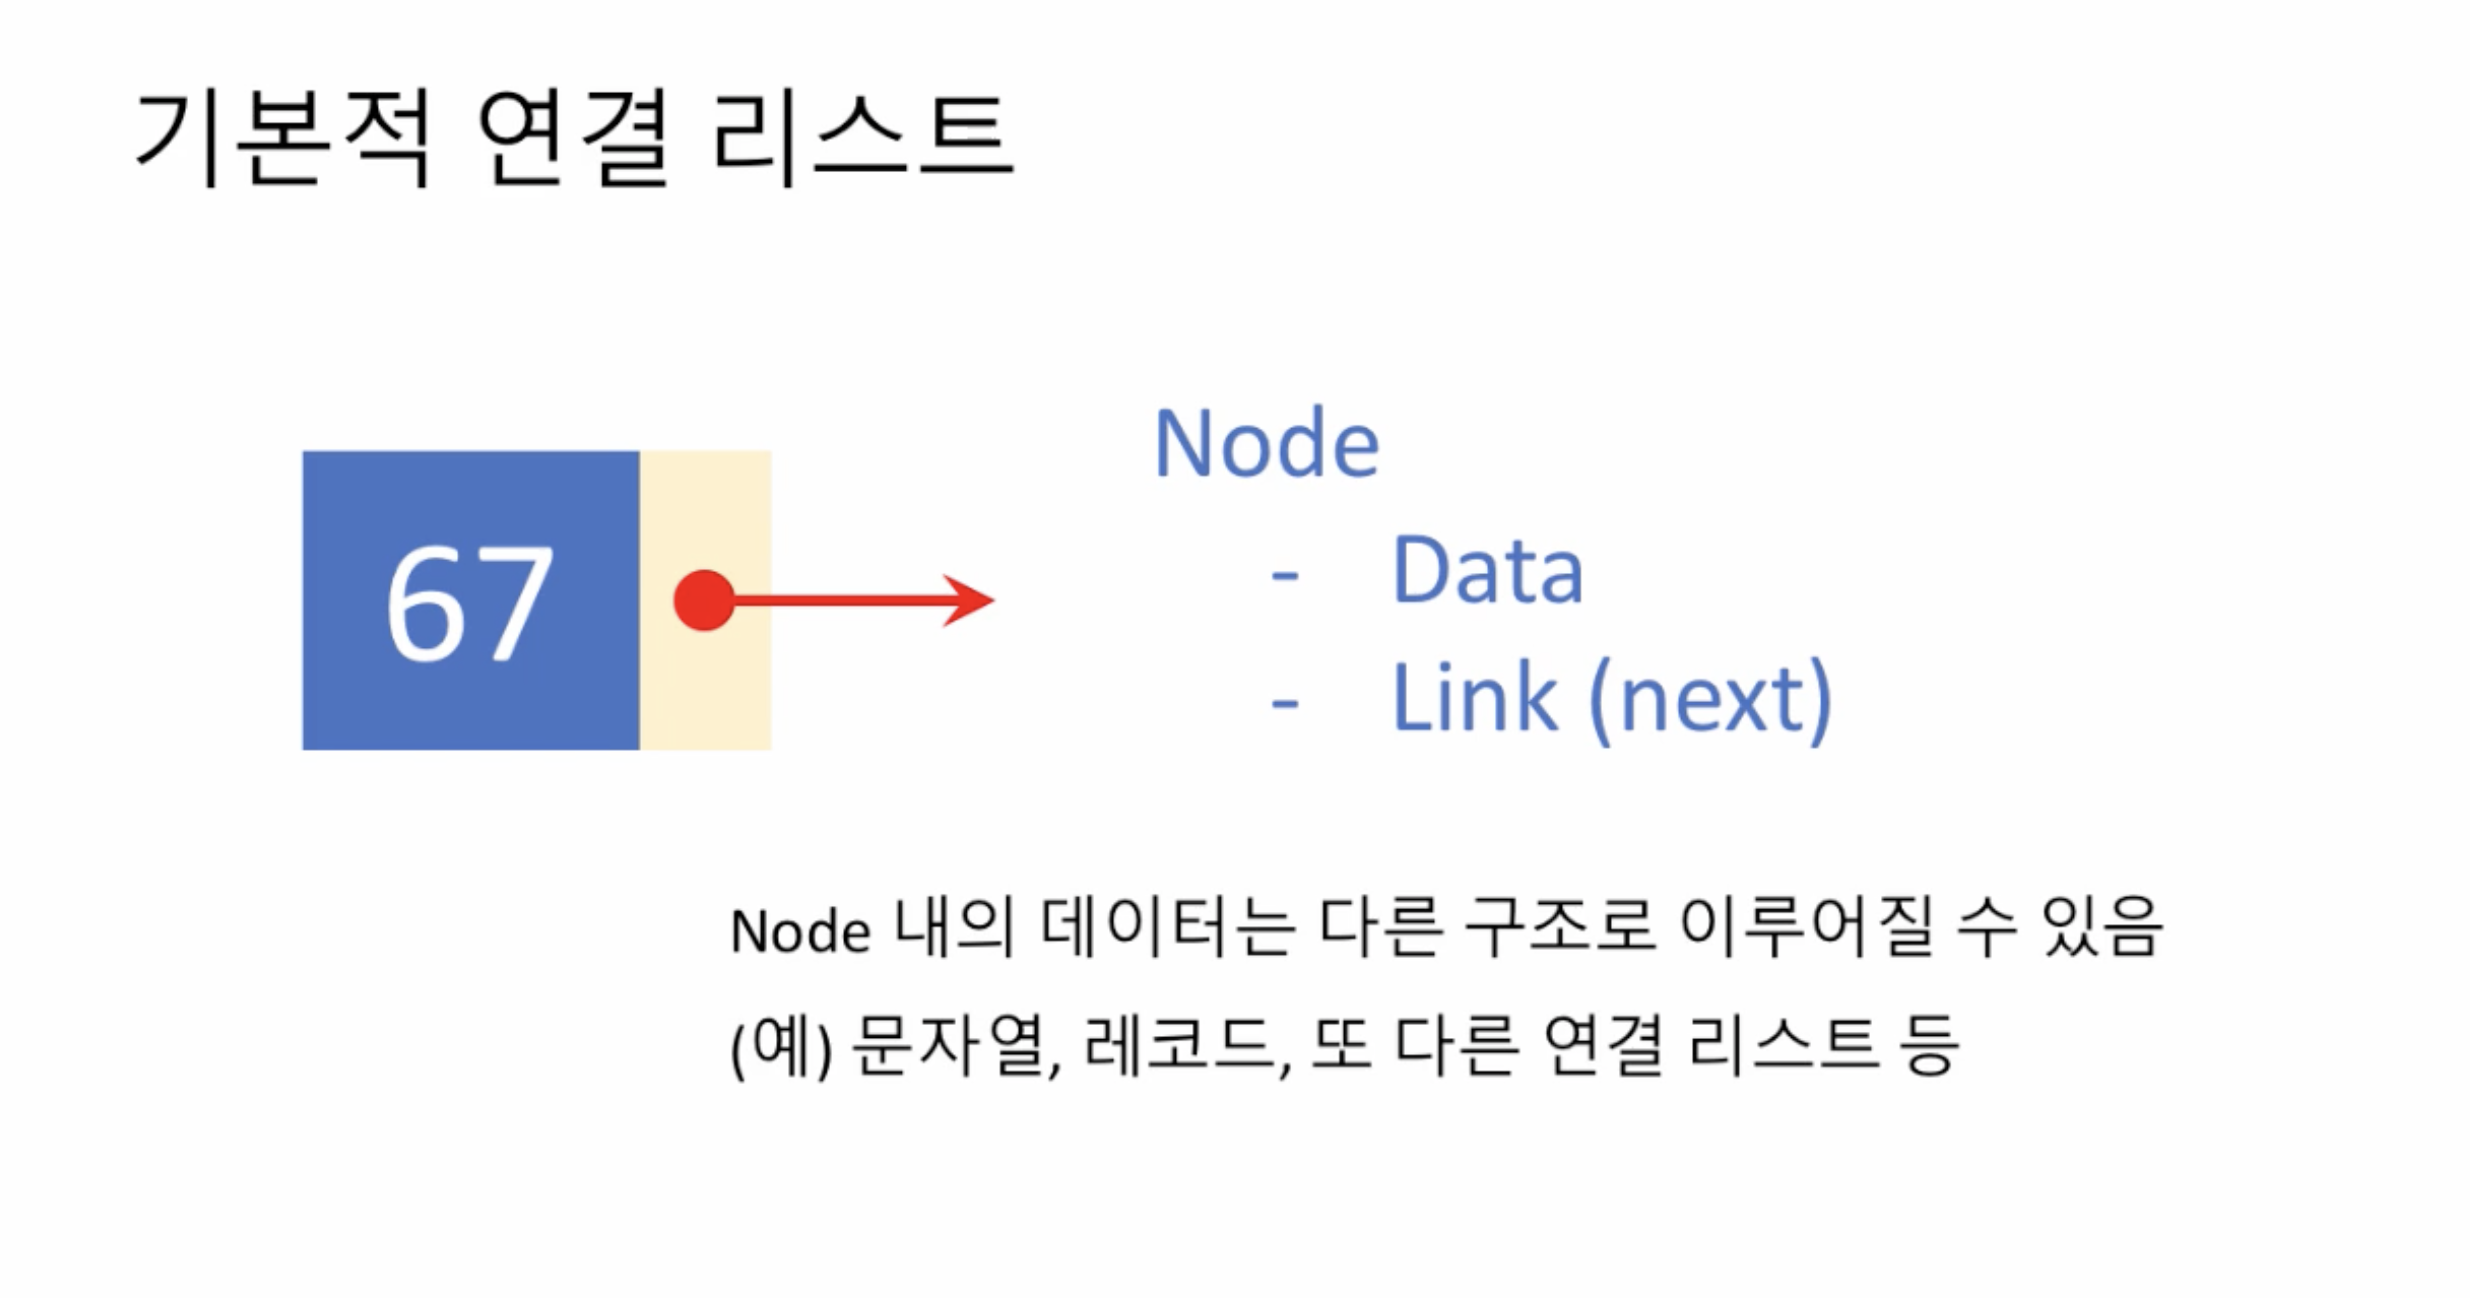 기본적 연결 리스트
67
Node
- Data
- Link (next)
Node 내의 데이터는 다른 구조로 이루어질 수 있음
(예) 문자열, 레코드, 또 다른 연결 리스트 등